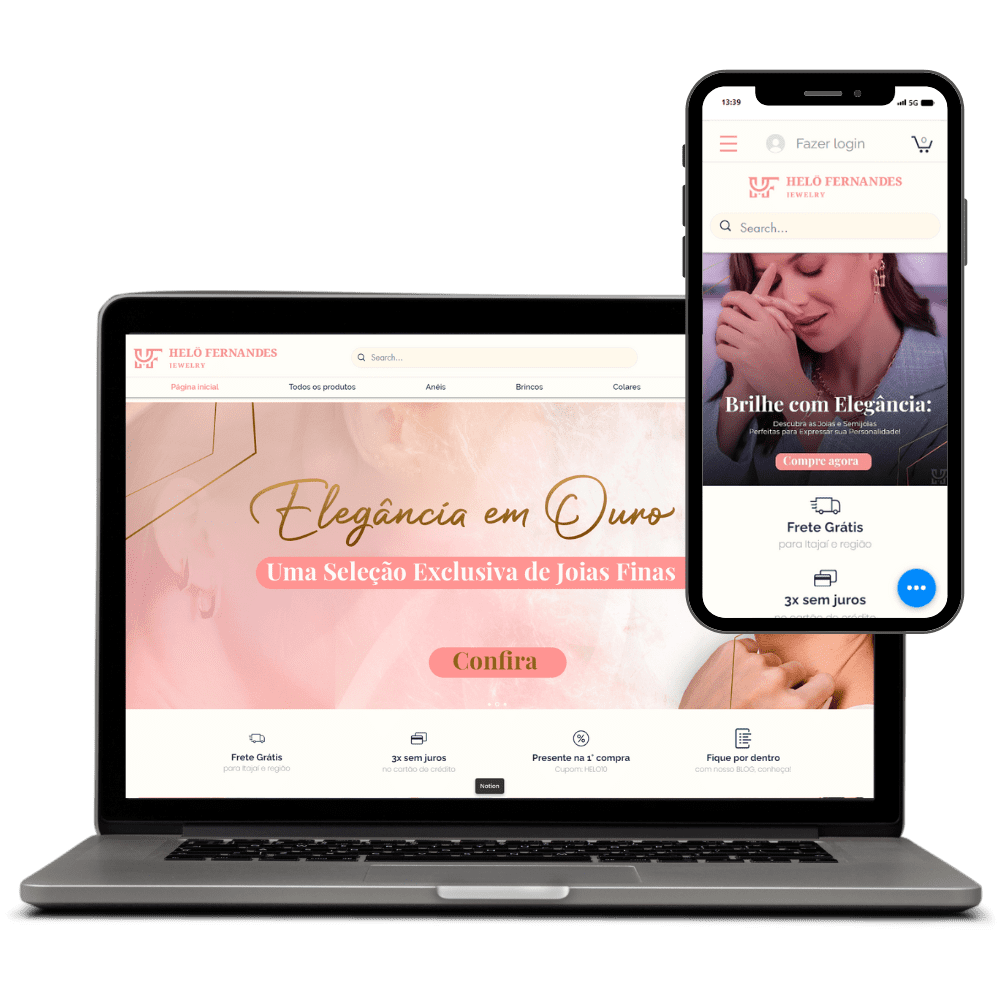 13:39
5G
Fazer login
0
HELÔ FERNANDES
JEWELRY
Search...
Brilhe com Elegância:
Descubra as Joias e Semijoias
Perfeitas para Expressar sua Personalidade!
Compre agora
Frete Grátis
para Itajaí e região
3x sem juros
no cartão de crédito
HELÔ FERNANDES
JEWELRY
Search...
Página inicial
Todos os produtos
Anéis
Brincos
Colares
Elegância em Ouro
Uma Seleção Exclusiva de Joias Finas
Confira
Frete Grátis
para Itajaí e região
3x sem juros
no cartão de crédito
Presente na 1° compra
Cupom: HELO10
Fique por dentro
com nosso BLOG, conheça!
Notion